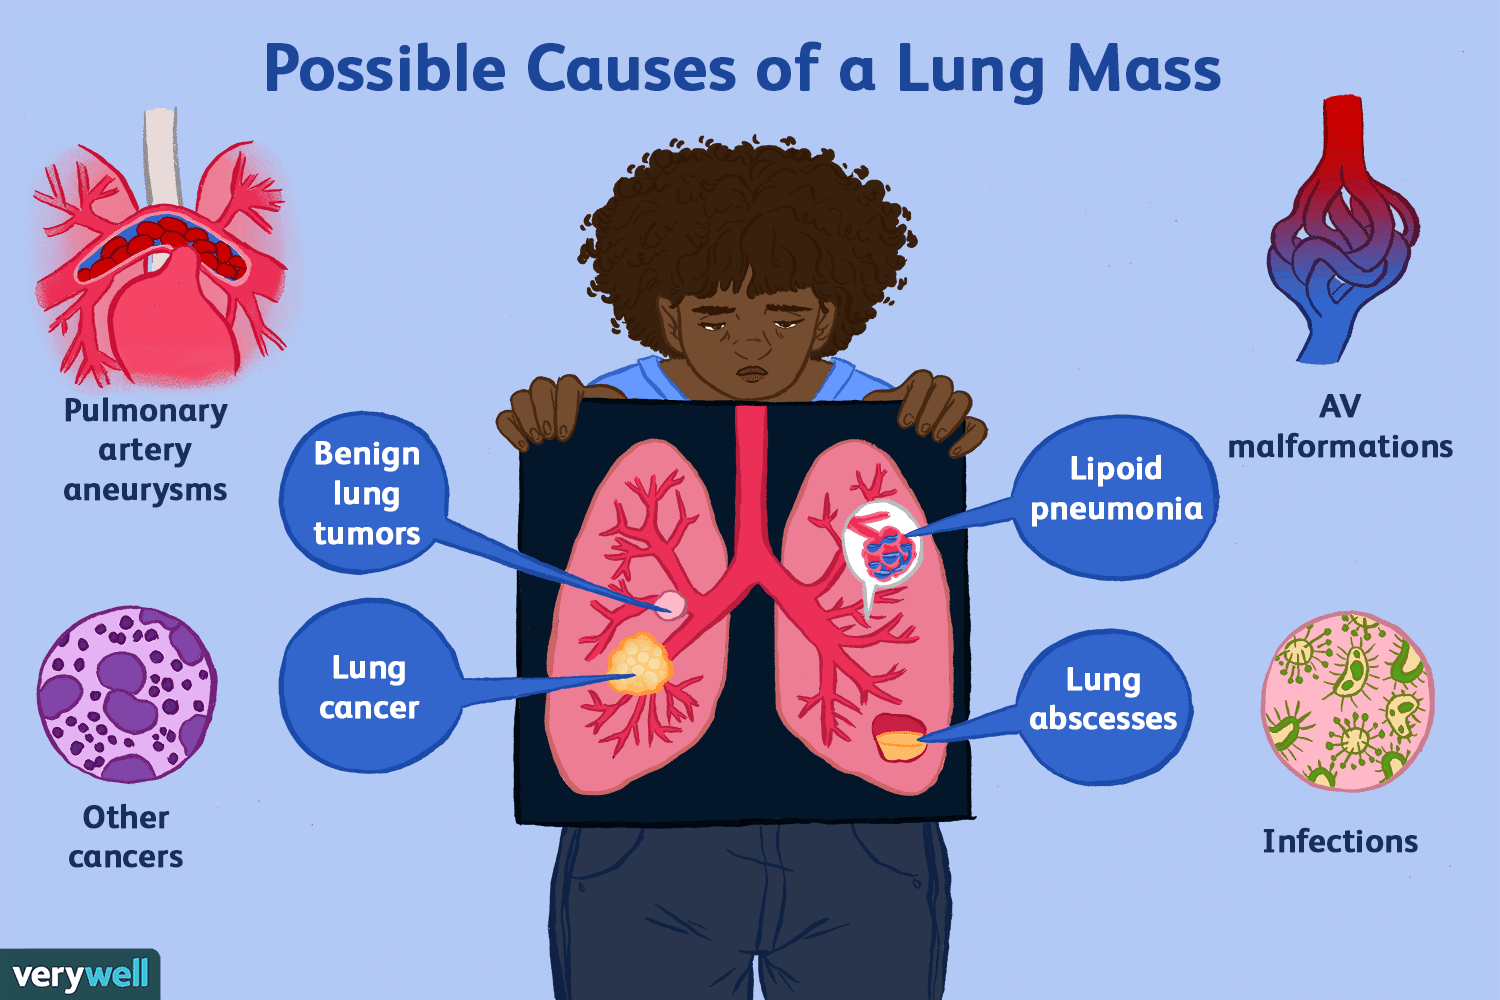 Possible Causes of a Lung Mass
Pulmonary
artery
aneurysms
Benign
lung
tumors
Lung
cancer
Other
cancers
AV
malformations
Lipoid
pneumonia
Lung
abscesses
Infections
verywell